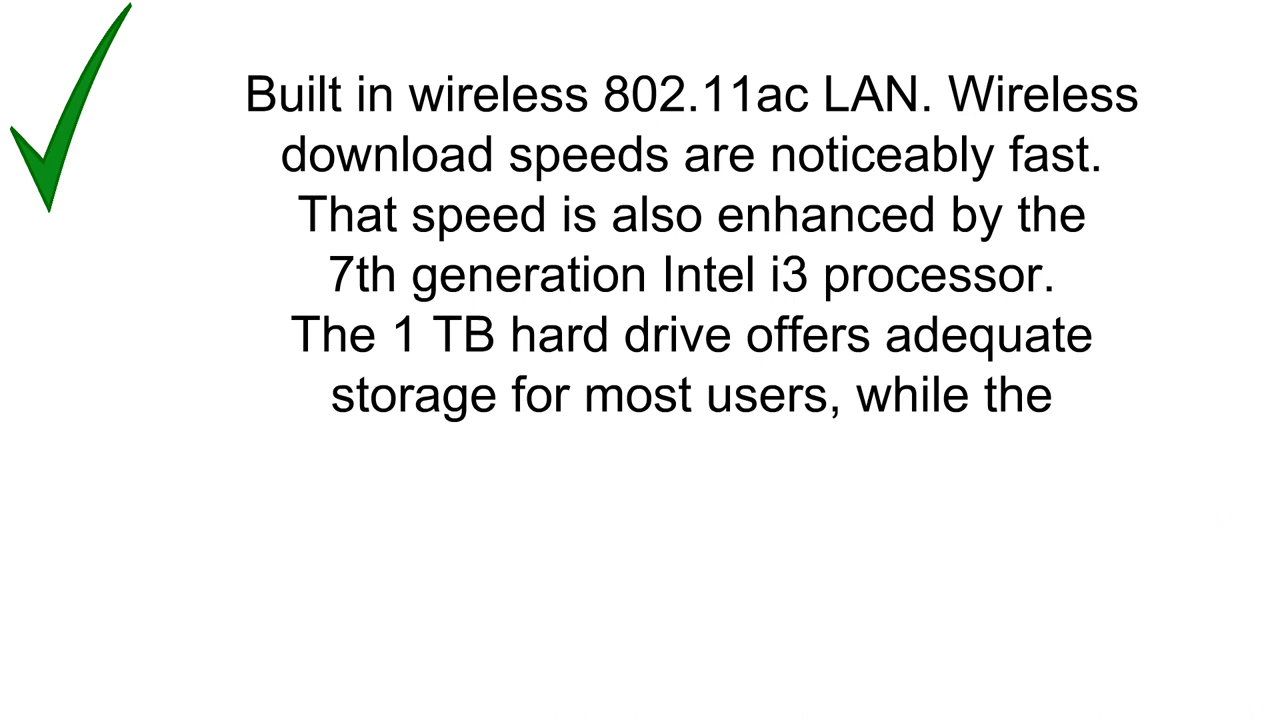 Built in wireless 802.11ac LAN. Wireless
download speeds are noticeably fast.
That speed is also enhanced by the
7th generation Intel i3 processor.
The 1 TB hard drive offers adequate
storage for most users, while the